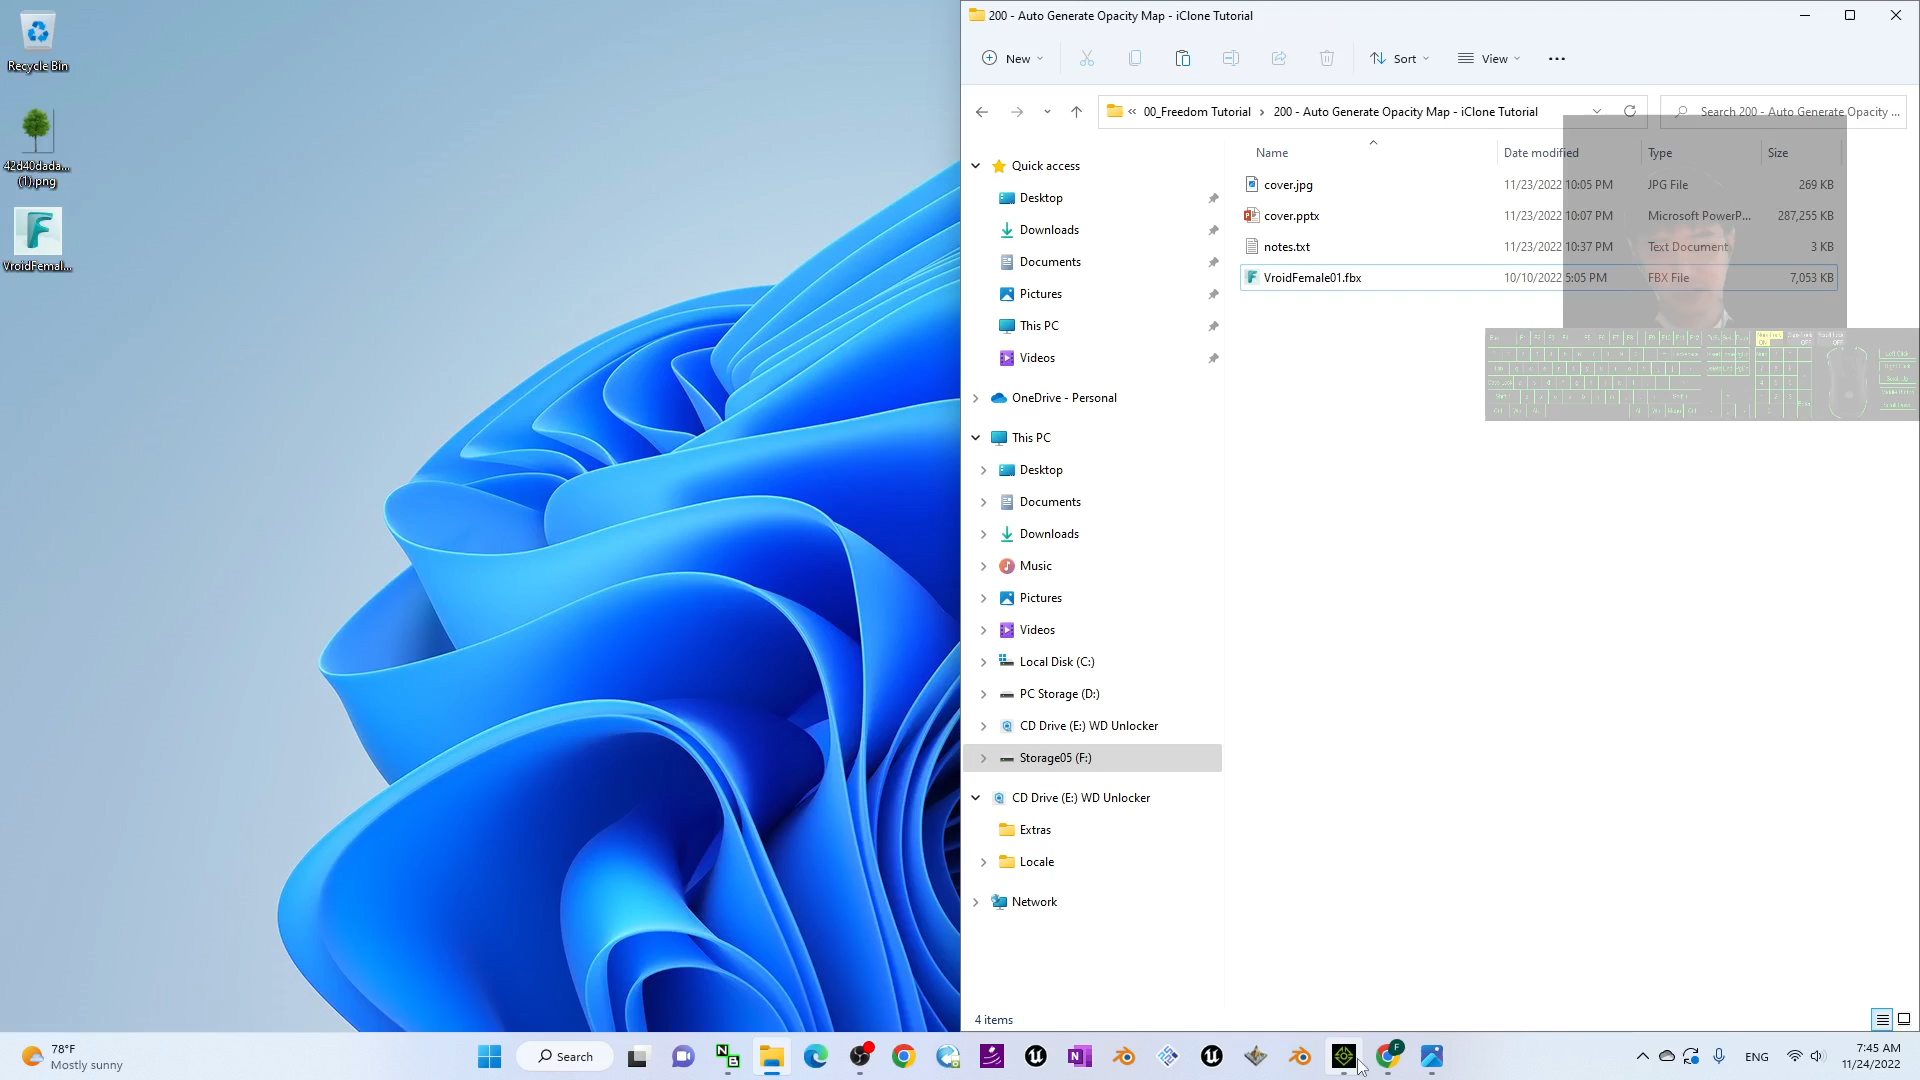 Recycle Bin
42d40dada...
(1).png
VroidFemal...
200 - Auto Generate Opacity Map - iClone Tutorial
New
Sort
View
00_Freedom Tutorial
200 - Auto Generate Opacity Map - iClone Tutorial
Search 200 - Auto Generate Opacity ...
Name
Date modified
Type
Size
cover.jpg
11/23/2022 10:05 PM
JPG File
269 KB
cover.pptx
11/23/2022 10:07 PM
Microsoft PowerP...
287,255 KB
notes.txt
11/23/2022 10:37 PM
Text Document
3 KB
VroidFemale01.fbx
10/10/2022 5:05 PM
FBX File
7,053 KB
Quick access
Desktop
Downloads
Documents
Pictures
This PC
Videos
OneDrive - Personal
This PC
Desktop
Documents
Downloads
Music
Pictures
Videos
Local Disk (C:)
PC Storage (D:)
CD Drive (E:) WD Unlocker
Storage05 (F:)
CD Drive (E:) WD Unlocker
Extras
Locale
Network
4 items
78°F
Mostly sunny
Search
ENG
7:45 AM
11/24/2022